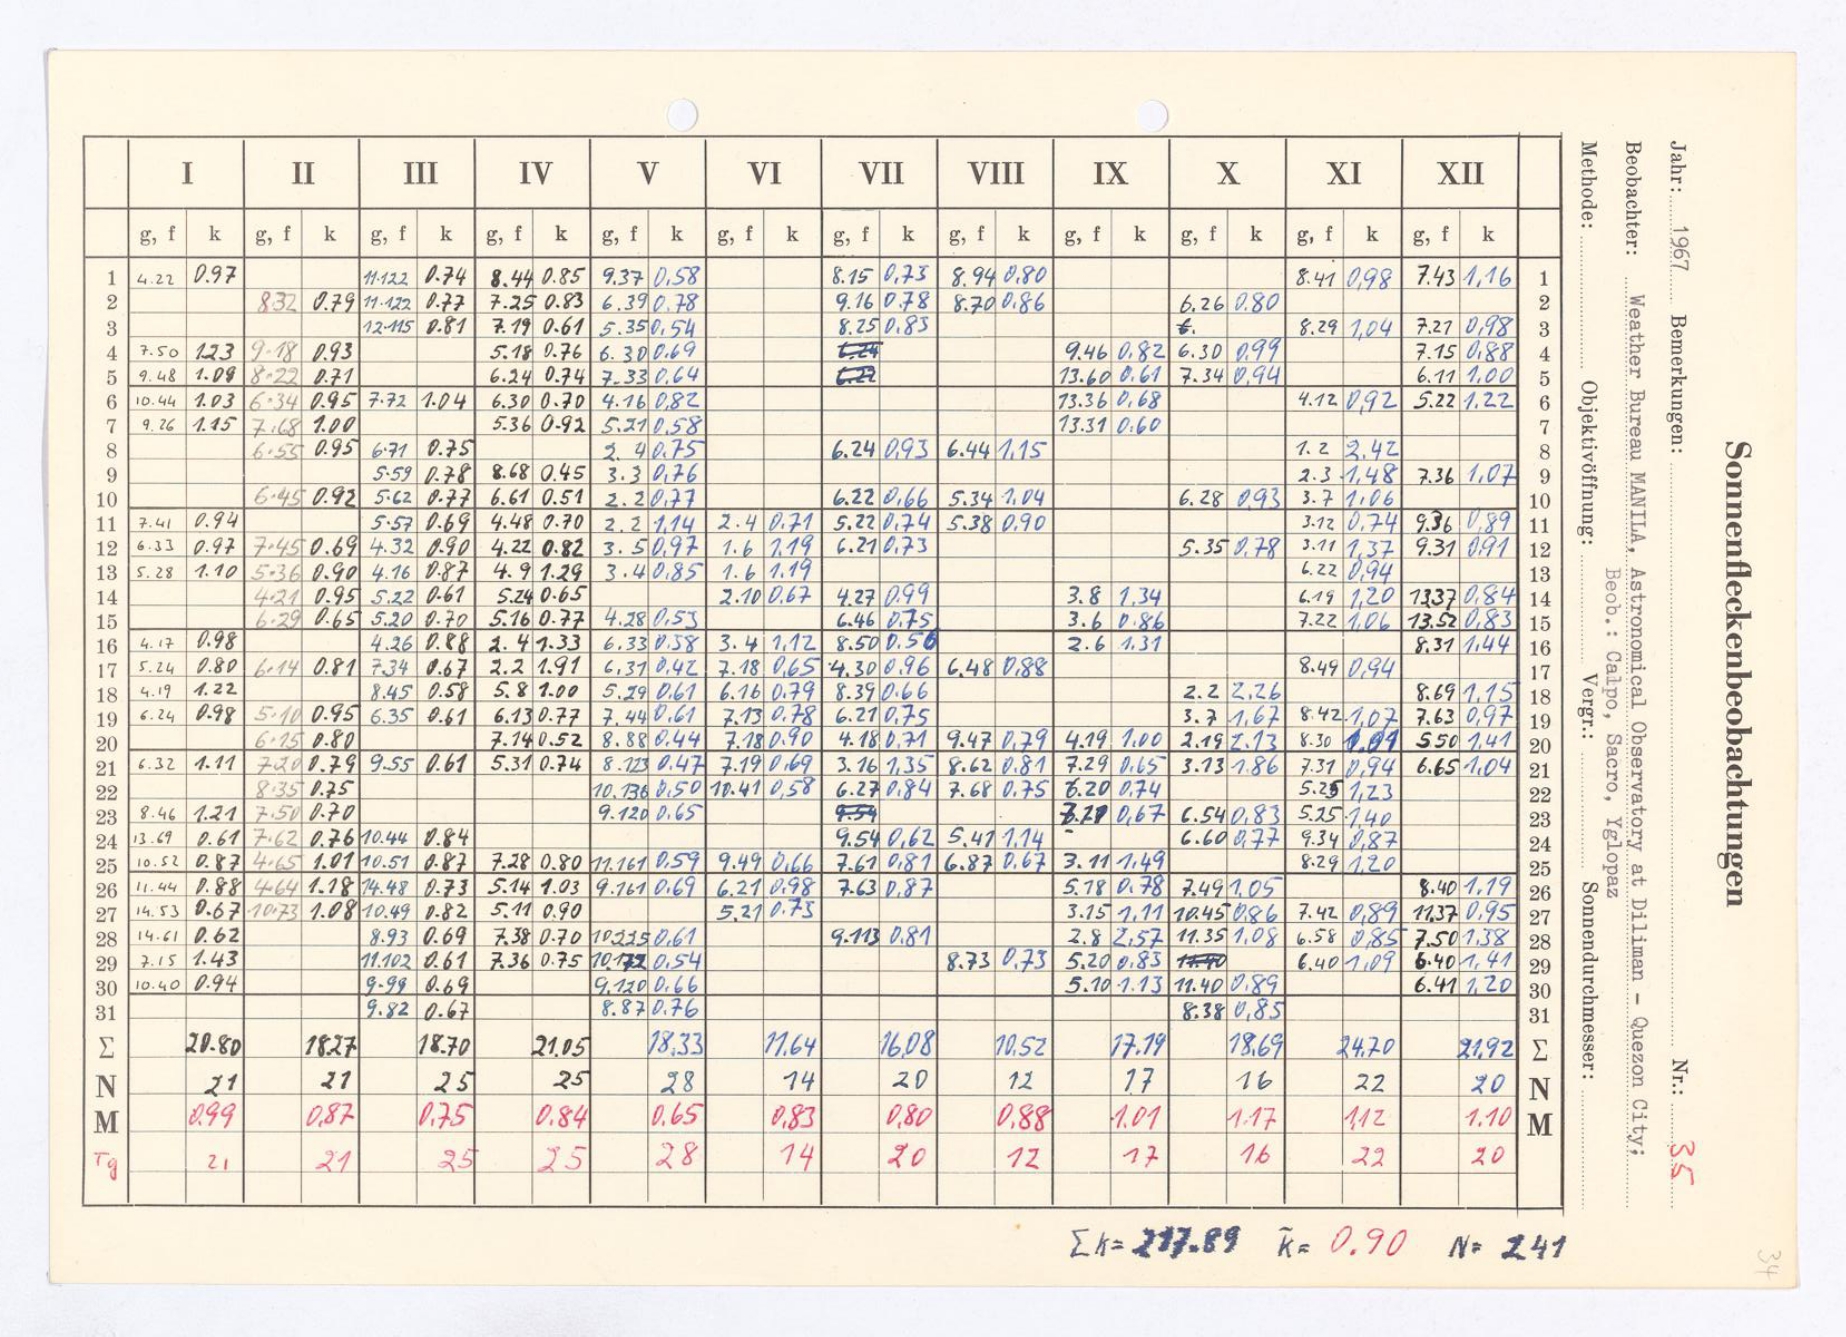 Sonnenfleckenbeobachtungen
Jahr: 1967 Bemerkungen: Nr.: 35
Beobachter: Weather Bureau MANILA, Astronomical Observatory at Diliman - Quezon City;
Beob.: Calpo, Sacro, Yglopaz
Methode: Objektivöffnung: Vergr.: Sonnendurchmesser:
I II III IV V VI VII VIII IX X XI XII
g, f k g, f k g, f k g, f k g, f k g, f k g, f k g, f k g, f k g, f k g, f k g, f k
1 4.22 0.97 11.122 0.74 8.44 0.85 9.37 0,58 8.15 0,73 8.94 0,80 8.41 0,98 7.43 1,16 1
2 8.32 0.79 11.122 0.77 7.25 0.83 6.39 0,78 9.16 0,78 8.70 0,86 6.26 0,80 2
3 12.115 0.81 7.19 0.61 5.35 0,54 8.25 0,83 6. 8.29 1,04 7.27 0,98 3
4 7.50 1.23 9.18 0.93 5.18 0.76 6.30 0,69 6.24 9.46 0,82 6.30 0,99 7.15 0,88 4
5 9.48 1.09 8.22 0.71 6.24 0.74 7.33 0,64 6.22 13.60 0,61 7.34 0,94 6.11 1,00 5
6 10.44 1.03 6.34 0.95 7.72 1.04 6.30 0.70 4.16 0,82 13.36 0,68 4.12 0,92 5.22 1,22 6
7 9.26 1.15 7.68 1.00 5.36 0.92 5.21 0,58 13.31 0,60 7
8 6.55 0.95 6.71 0.75 2.4 0,75 6.24 0,93 6.44 1,15 1.2 2,42 8
9 5.59 0.78 8.68 0.45 3.3 0,76 2.3 1,48 7.36 1,07 9
10 6.45 0.92 5.62 0.77 6.61 0.51 2.2 0,77 6.22 0,66 5.34 1,04 6.28 0,93 3.7 1,06 10
11 7.41 0.94 5.57 0.69 4.48 0.70 2.2 1,14 2.4 0,71 5.22 0,74 5.38 0,90 3.12 0,74 9.36 0,89 11
12 6.33 0.97 7.45 0.69 4.32 0.90 4.22 0.82 3.5 0,97 1.6 1,19 6.21 0,73 5.35 0,78 3.11 1,37 9.31 0,91 12
13 5.28 1.10 5.36 0.90 4.16 0.87 4.9 1.29 3.4 0,85 1.6 1,19 6.22 0,94 13
14 4.21 0.95 5.22 0.61 5.24 0.65 2.10 0,67 4.27 0,99 3.8 1,34 6.19 1,20 13.37 0,84 14
15 6.29 0.65 5.20 0.70 5.16 0.77 4.28 0,53 6.46 0,75 3.6 0,86 7.22 1,06 13.52 0,83 15
16 4.17 0.98 4.26 0.88 2.4 1.33 6.33 0,38 3.4 1,12 8.50 0,56 2.6 1,31 8.31 1,44 16
17 5.24 0.80 6.14 0.81 7.34 0.67 2.2 1.91 6.31 0,42 7.18 0,65 4.30 0,96 6.48 0,88 8.49 0,94 17
18 4.19 1.22 8.45 0.58 5.8 1.00 5.29 0,61 6.16 0,79 8.39 0,66 2.2 2,26 8.69 1,15 18
19 6.24 0.98 5.10 0.95 6.35 0.61 6.13 0.77 7.44 0,61 7.13 0,78 6.21 0,75 3.7 1,67 8.42 1,07 7.63 0,97 19
20 6.15 0.80 7.14 0.52 8.88 0,44 7.18 0,90 4.18 0,71 9.47 0,79 4.19 1,00 2.19 2,13 8.30 5.50 1,41 20
21 6.32 1.11 7.20 0.79 9.55 0.61 5.31 0.74 8.123 0,47 7.19 0,69 3.16 1,35 8.62 0,81 7.29 0,65 3.13 1,86 7.31 0,94 6.65 1,04 21
22 8.35 0.75 10.136 0,50 10.41 0,58 6.27 0,84 7.68 0,75 6.20 0,74 5.25 1,23 22
23 8.46 1.21 7.50 0.70 9.120 0,65 9.54 0,67 6.54 0,83 5.25 1,40 23
24 13.69 0.61 7.62 0.76 10.44 0.84 9.54 0,62 5.41 1,14 6.60 0,77 9.34 0,87 24
25 10.52 0.87 4.65 1.01 10.51 0.87 7.28 0.80 11.161 0,59 9.49 0,66 7.61 0,81 6.87 0,67 3.11 1,49 8.29 1,20 25
26 11.44 0.88 4.64 1.18 14.48 0.73 5.14 1.03 9.161 0,69 6.21 0,98 7.63 0,87 5.18 0,78 7.49 1,05 8.40 1,19 26
27 14.53 0.67 10.73 1.08 10.49 0.82 5.11 0.90 5.21 0,73 3.15 1,11 10.45 0,86 7.42 0,89 11.37 0,95 27
28 14.61 0.62 8.93 0.69 7.38 0.70 10.225 0,61 9.113 0,81 2.8 2,57 11.35 1,08 6.58 0,85 7.50 1,38 28
29 7.15 1.43 11.102 0.61 7.36 0.75 10.172 0,54 8.73 0,73 5.20 0,83 11.40 6.40 1,09 6.40 1,41 29
30 10.40 0.94 9.99 0.69 9.120 0,66 5.10 1,13 11.40 0,89 6.41 1,20 30
31 9.82 0.67 8.87 0,76 8.38 0,85 31
Σ 20.80 18.27 18.70 21.05 18,33 11,64 16,08 10,52 17,19 18,69 24,70 21,92 Σ
N 21 21 25 25 28 14 20 12 17 16 22 20 N
M 0.99 0,87 0,75 0,84 0.65 0,83 0,80 0,88 1.01 1.17 1,12 1.10 M
Tg 21 21 25 25 28 14 20 12 17 16 22 20
Σk= 217.89 k̄= 0.90 N= 241
34